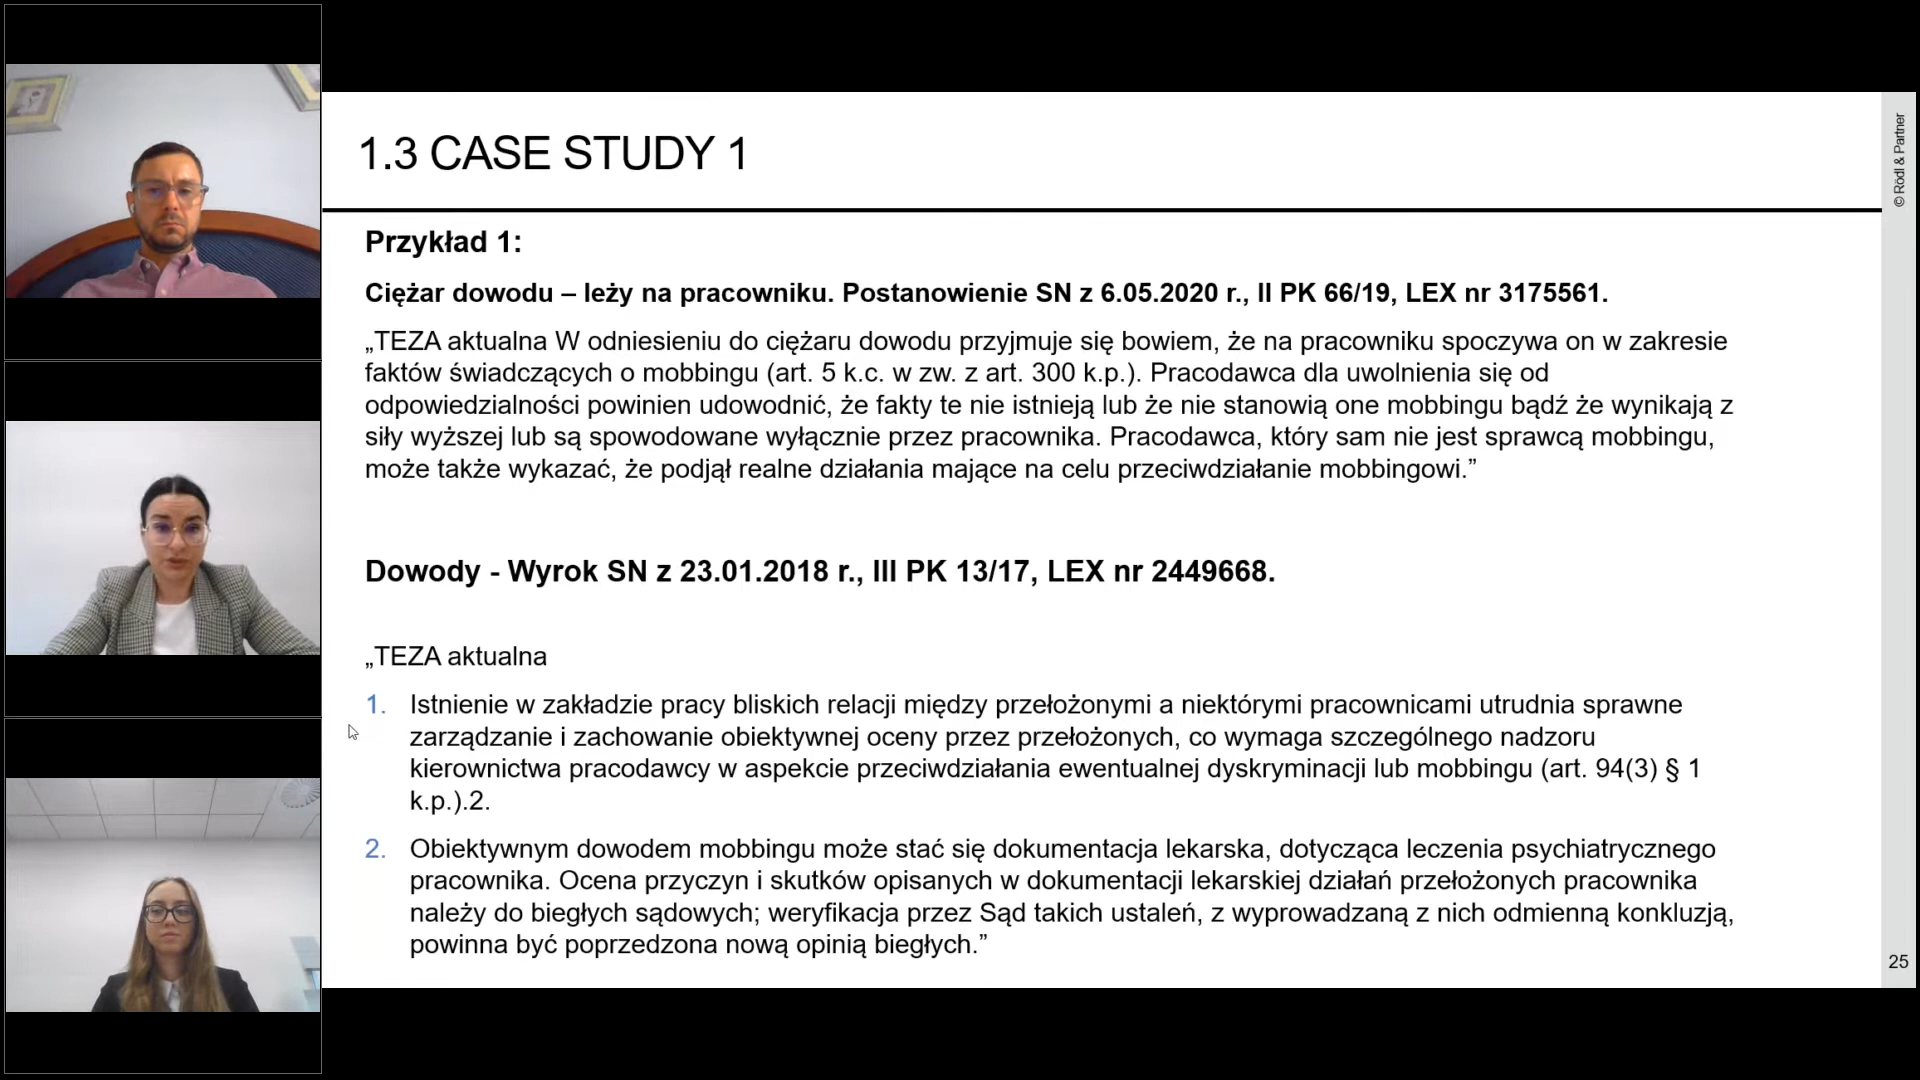 1.3 CASE STUDY 1
© Rödl & Partner
Przykład 1:
Ciężar dowodu – leży na pracowniku. Postanowienie SN z 6.05.2020 r., II PK 66/19, LEX nr 3175561.
„TEZA aktualna W odniesieniu do ciężaru dowodu przyjmuje się bowiem, że na pracowniku spoczywa on w zakresie
faktów świadczących o mobbingu (art. 5 k.c. w zw. z art. 300 k.p.). Pracodawca dla uwolnienia się od
odpowiedzialności powinien udowodnić, że fakty te nie istnieją lub że nie stanowią one mobbingu bądź że wynikają z
siły wyższej lub są spowodowane wyłącznie przez pracownika. Pracodawca, który sam nie jest sprawcą mobbingu,
może także wykazać, że podjął realne działania mające na celu przeciwdziałanie mobbingowi.”
Dowody - Wyrok SN z 23.01.2018 r., III PK 13/17, LEX nr 2449668.
„TEZA aktualna
1. Istnienie w zakładzie pracy bliskich relacji między przełożonymi a niektórymi pracownicami utrudnia sprawne
zarządzanie i zachowanie obiektywnej oceny przez przełożonych, co wymaga szczególnego nadzoru
kierownictwa pracodawcy w aspekcie przeciwdziałania ewentualnej dyskryminacji lub mobbingu (art. 94(3) § 1
k.p.).2.
2. Obiektywnym dowodem mobbingu może stać się dokumentacja lekarska, dotycząca leczenia psychiatrycznego
pracownika. Ocena przyczyn i skutków opisanych w dokumentacji lekarskiej działań przełożonych pracownika
należy do biegłych sądowych; weryfikacja przez Sąd takich ustaleń, z wyprowadzaną z nich odmienną konkluzją,
powinna być poprzedzona nową opinią biegłych.”
25